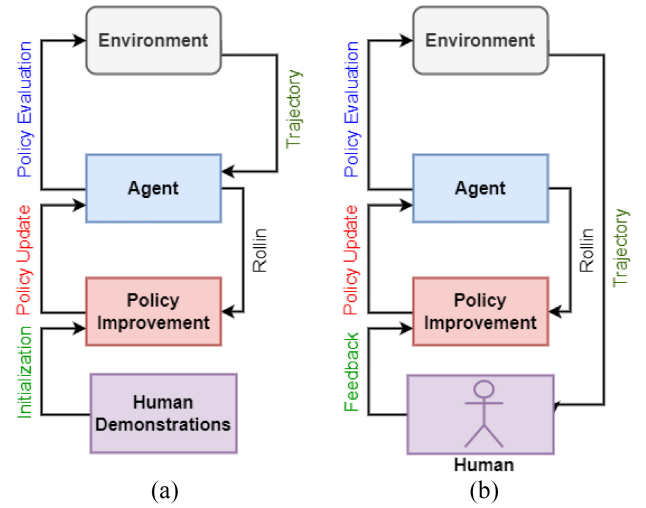 Environment
Policy Evaluation
Trajectory
Agent
Policy Update
Rollin
Policy
Improvement
Initialization
Human
Demonstrations
(a)
Environment
Policy Evaluation
Agent
Policy Update
Rollin
Trajectory
Policy
Improvement
Feedback
Human
(b)